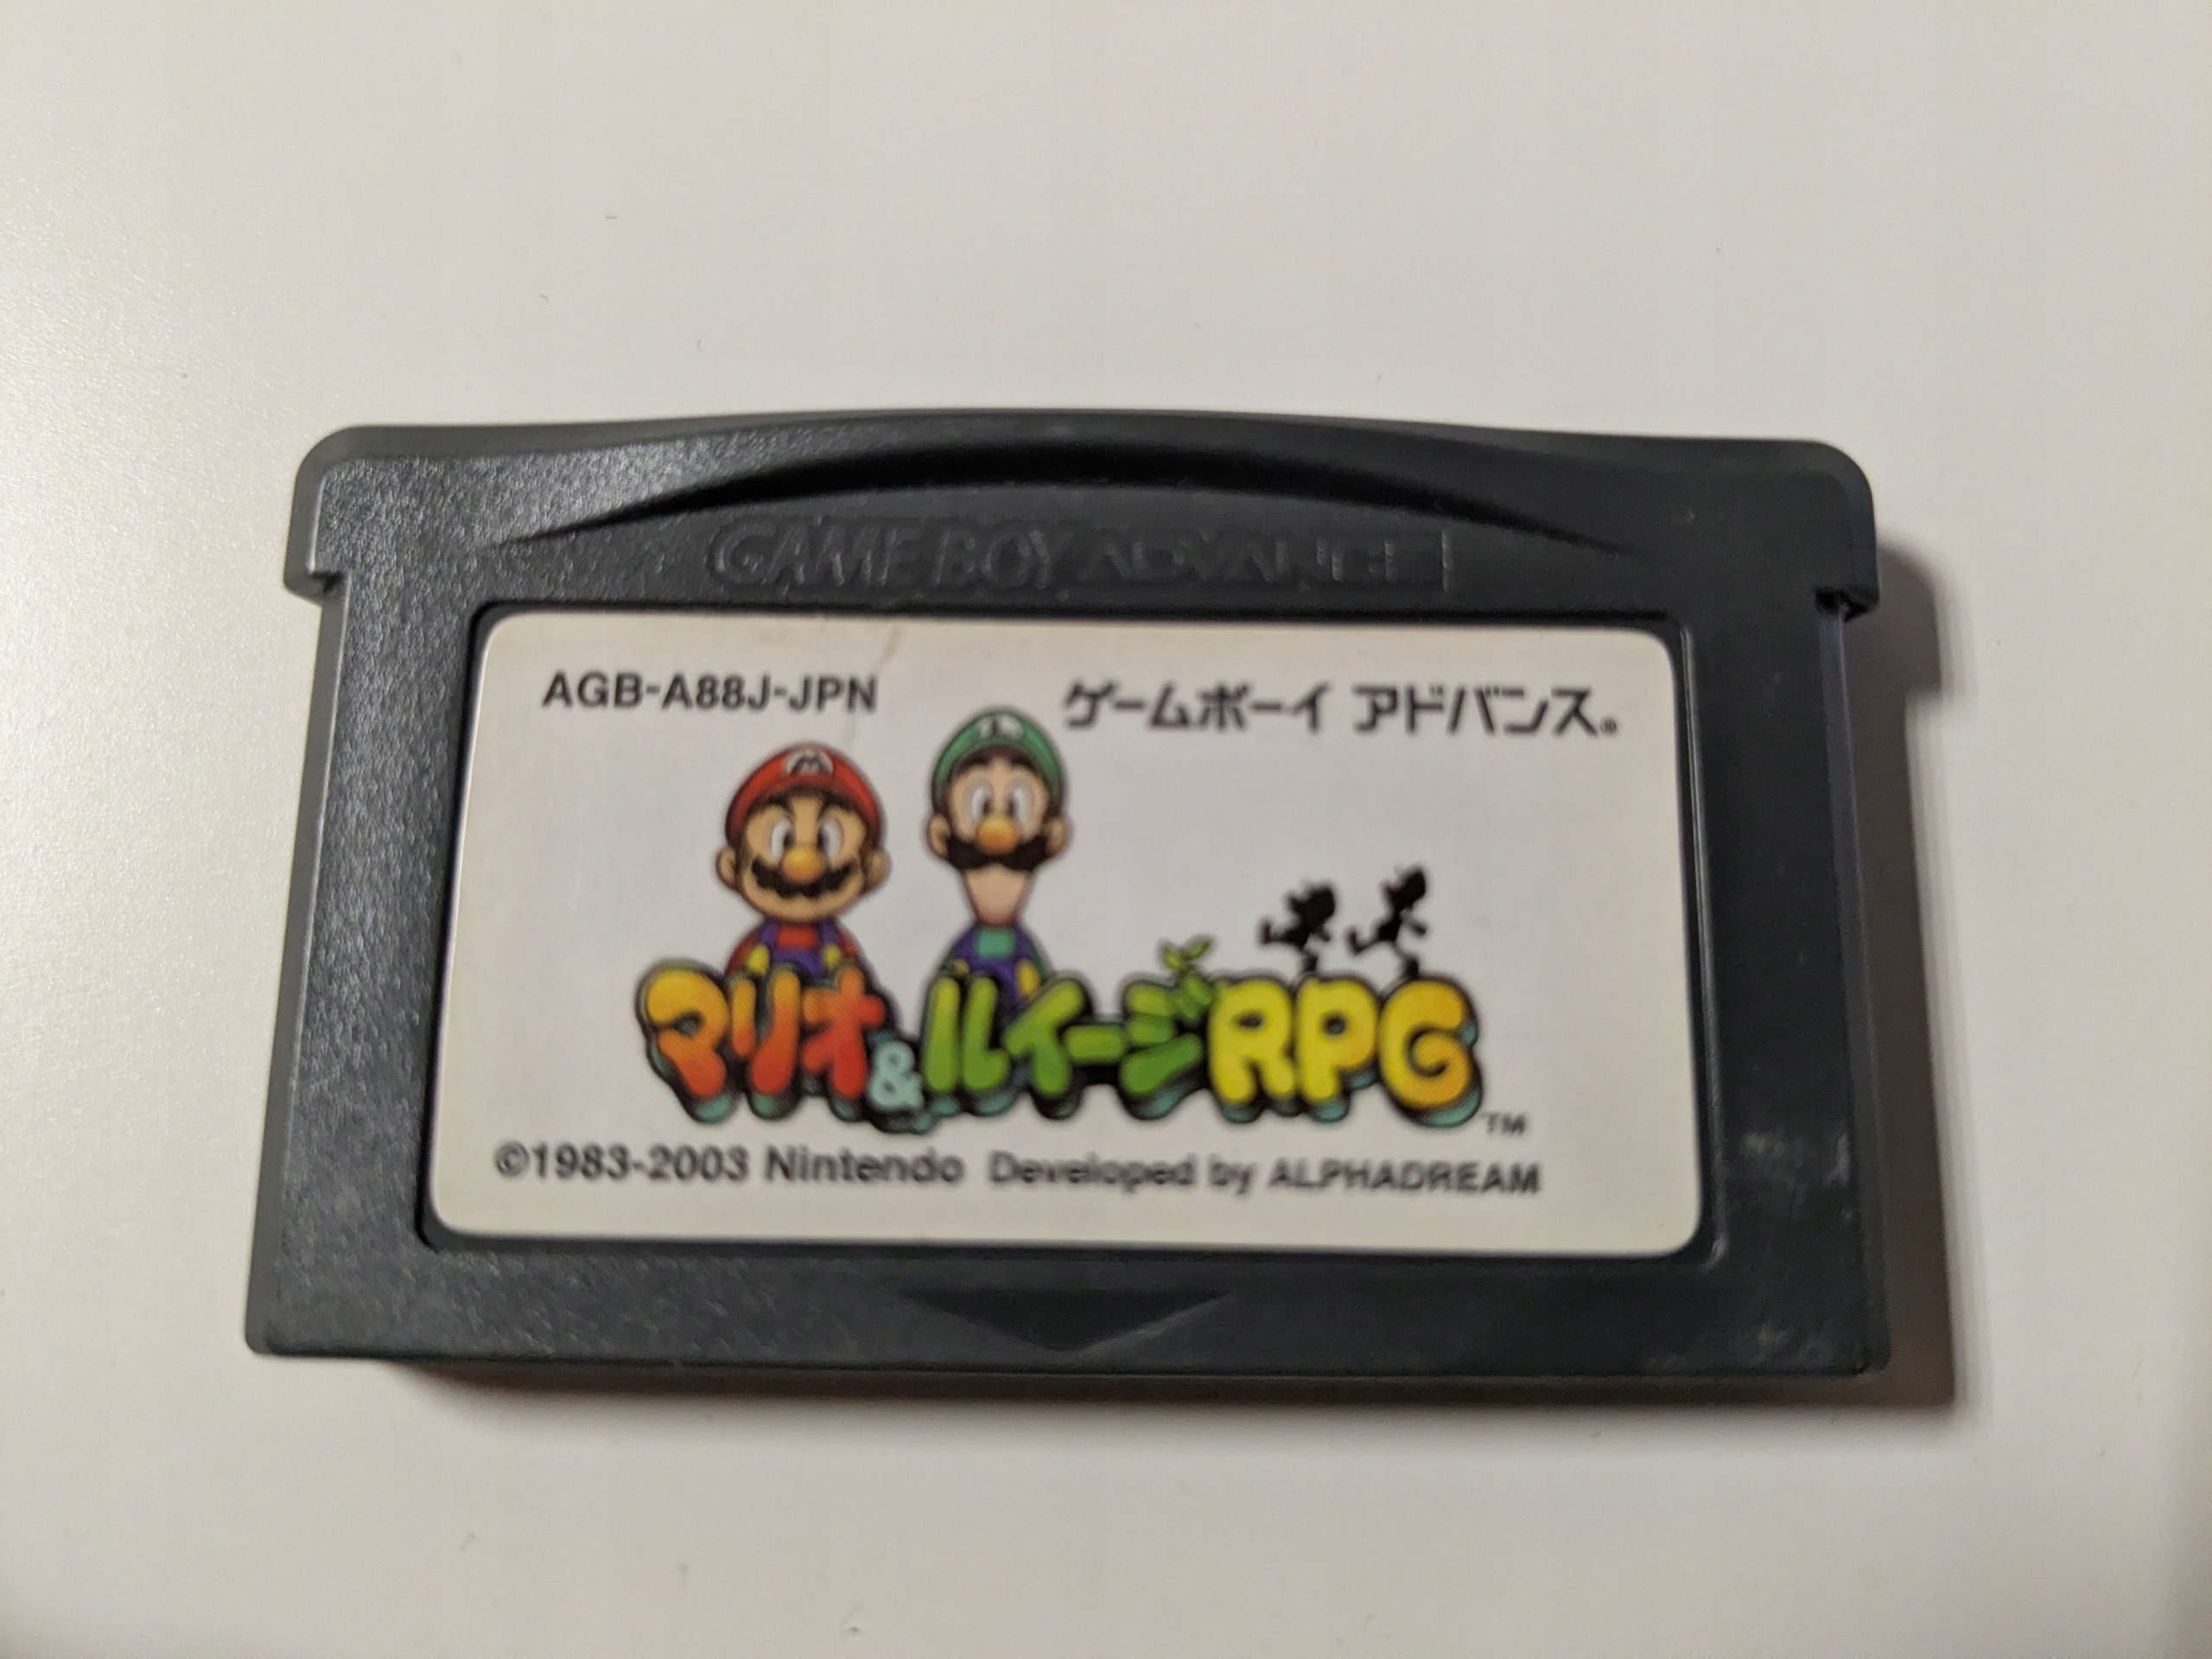 GAME BOY ADVANCE
AGB-A88J-JPN ゲームボーイ アドバンス®
M L
マリオ&ルイージRPG
TM
©1983-2003 Nintendo Developed by ALPHADREAM